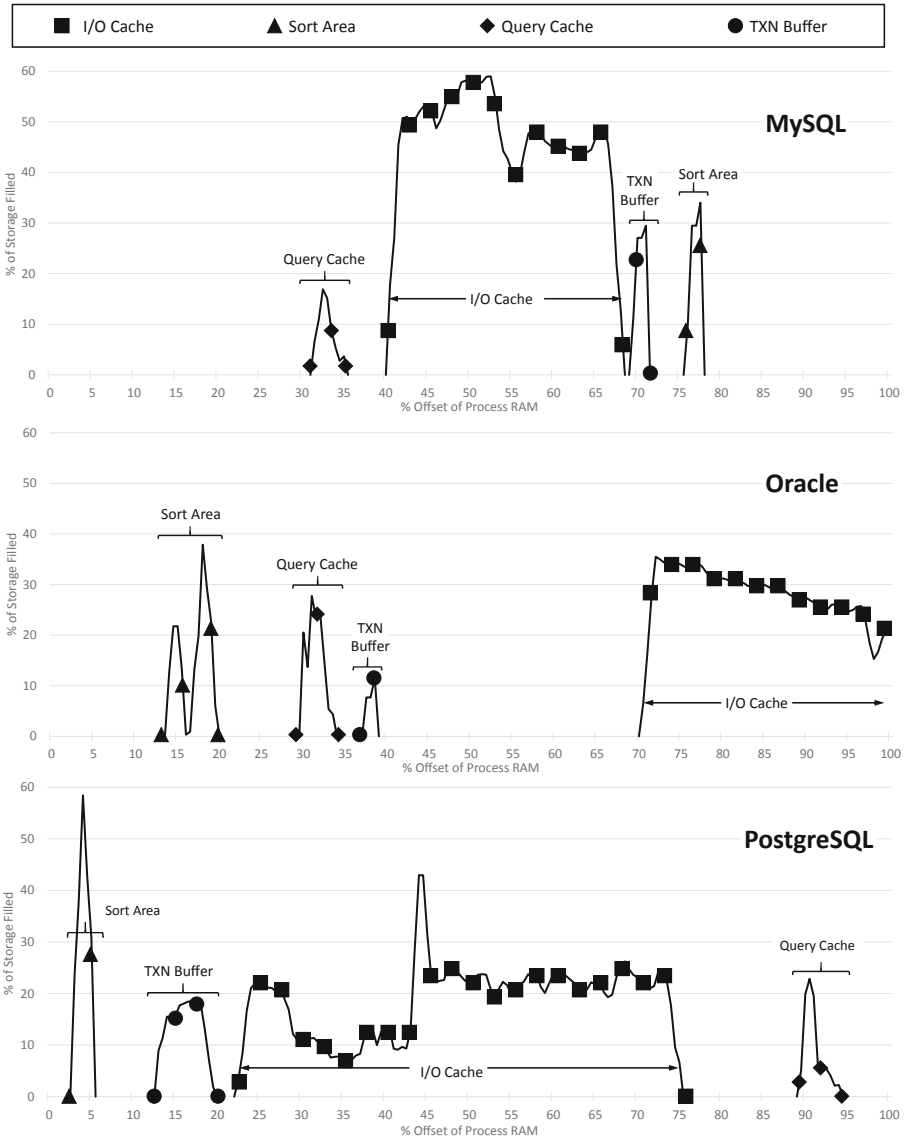 I/O Cache Sort Area Query Cache TXN Buffer
MySQL
% of Storage Filled
60
50
40
30
20
10
0
Query Cache
I/O Cache
TXN
Buffer
Sort Area
0 5 10 15 20 25 30 35 40 45 50 55 60 65 70 75 80 85 90 95 100
% Offset of Process RAM
Oracle
% of Storage Filled
60
50
40
30
20
10
0
Sort Area
Query Cache
TXN
Buffer
I/O Cache
0 5 10 15 20 25 30 35 40 45 50 55 60 65 70 75 80 85 90 95 100
% Offset of Process RAM
PostgreSQL
% of Storage Filled
60
50
40
30
20
10
0
Sort Area
TXN Buffer
I/O Cache
Query Cache
0 5 10 15 20 25 30 35 40 45 50 55 60 65 70 75 80 85 90 95 100
% Offset of Process RAM